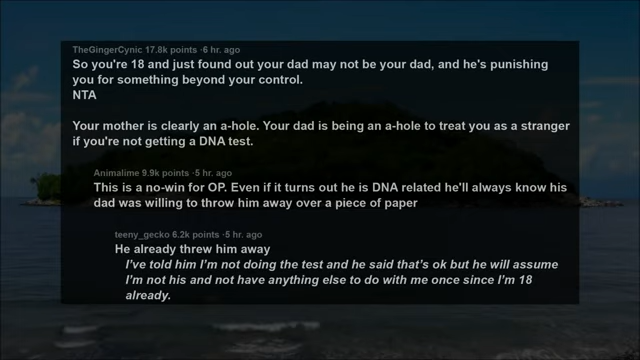 TheGingerCynic 17.8k points ·6 hr. ago
So you're 18 and just found out your dad may not be your dad, and he's punishing
you for something beyond your control.
NTA
Your mother is clearly an a-hole. Your dad is being an a-hole to treat you as a stranger
if you're not getting a DNA test.
Animalime 9.9k points ·5 hr. ago
This is a no-win for OP. Even if it turns out he is DNA related he'll always know his
dad was willing to throw him away over a piece of paper
teeny_gecko 6.2k points ·5 hr. ago
He already threw him away
I've told him I'm not doing the test and he said that's ok but he will assume
I'm not his and not have anything else to do with me once since I'm 18
already.